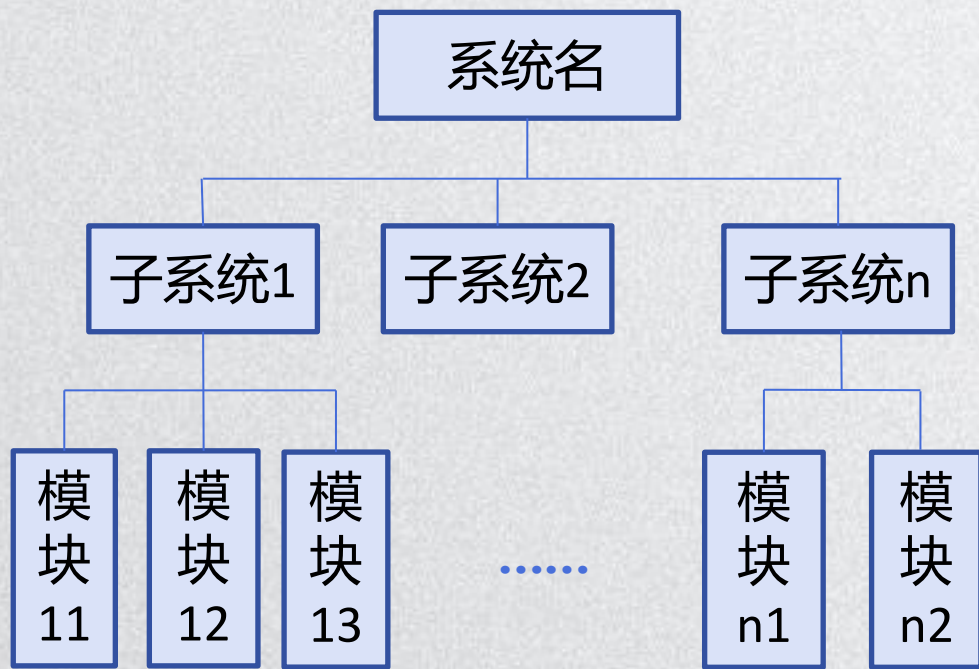 系统名
子系统1
子系统2
子系统n
模
块
11
模
块
12
模
块
13
......
模
块
n1
模
块
n2